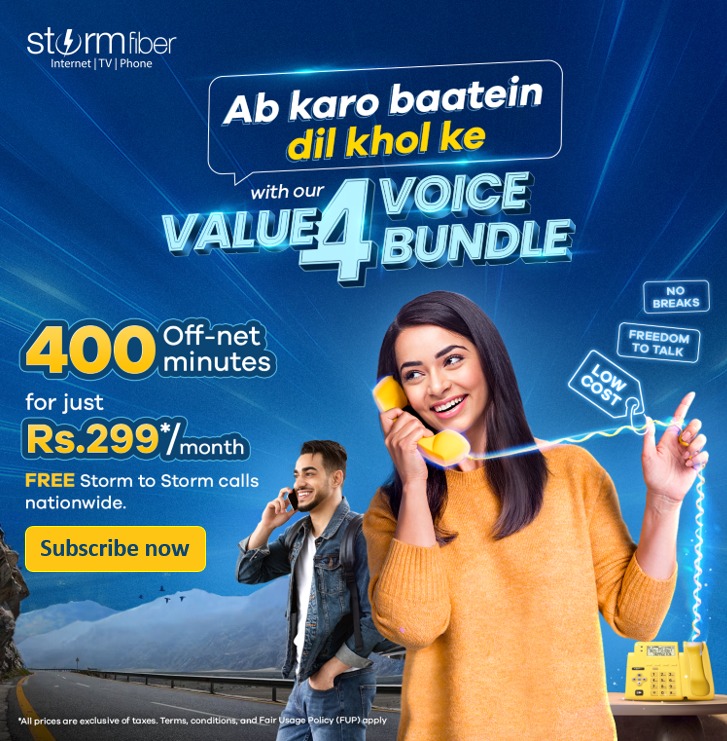 stormfiber
Internet | TV | Phone
Ab karo baatein
dil khol ke
with our
VALUE 4 VOICE
BUNDLE
NO
BREAKS
FREEDOM
TO TALK
LOW
COST
400 Off-net
minutes
for just
Rs.299*/month
FREE Storm to Storm calls
nationwide.
Subscribe now
*All prices are exclusive of taxes. Terms, conditions, and Fair Usage Policy (FUP) apply